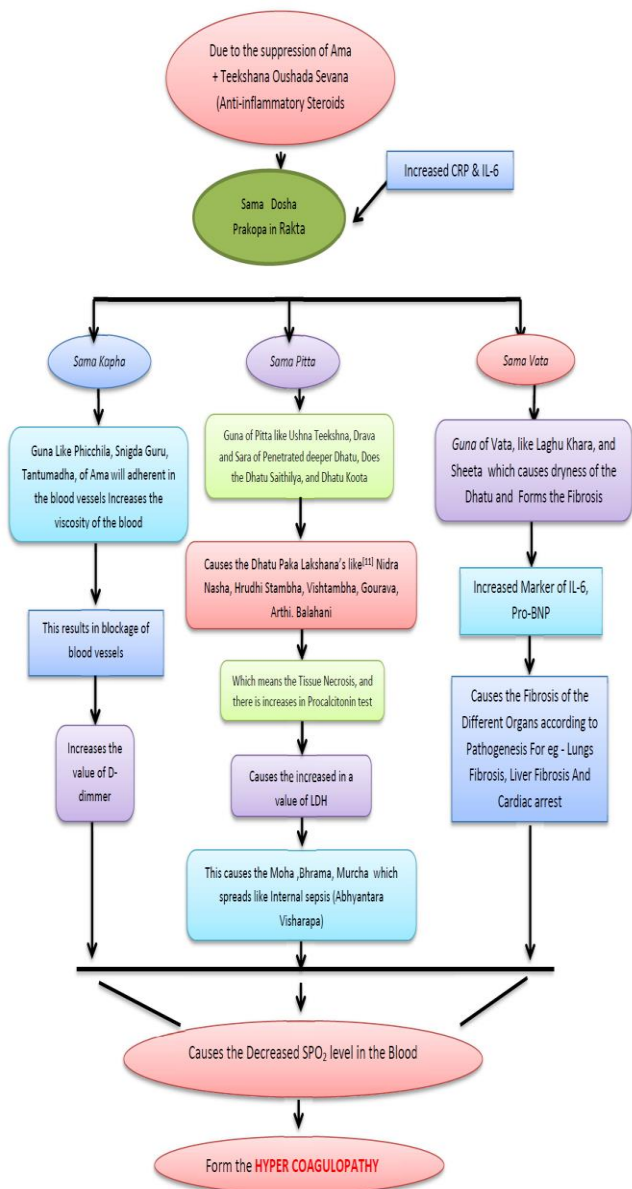 Due to the suppression of Ama
+ Teekshana Oushada Sevana
(Anti-inflammatory Steroids
Increased CRP & IL-6
Sama Dosha
Prakopa in Rakta
Sama Kapha
Sama Pitta
Sama Vata
Guna Like Phicchila, Snigda Guru,
Tantumadha, of Ama will adherent in
the blood vessels Increases the
viscosity of the blood
Guna of Pitta like Ushna Teekshna, Drava
and Sara of Penetrated deeper Dhatu, Does
the Dhatu Saithilya, and Dhatu Koota
Guna of Vata, like Laghu Khara, and
Sheeta which causes dryness of the
Dhatu and Forms the Fibrosis
Causes the Dhatu Paka Lakshana's like[11] Nidra
Nasha, Hrudhi Stambha, Vishtambha, Gourava,
Arthi. Balahani
Increased Marker of IL-6,
Pro-BNP
This results in blockage of
blood vessels
Which means the Tissue Necrosis, and
there is increases in Procalcitonin test
Causes the Fibrosis of the
Different Organs according to
Pathogenesis For eg - Lungs
Fibrosis, Liver Fibrosis And
Cardiac arrest
Increases the
value of D-
dimmer
Causes the increased in a
value of LDH
This causes the Moha ,Bhrama, Murcha which
spreads like Internal sepsis (Abhyantara
Visharapa)
Causes the Decreased SPO₂ level in the Blood
Form the HYPER COAGULOPATHY